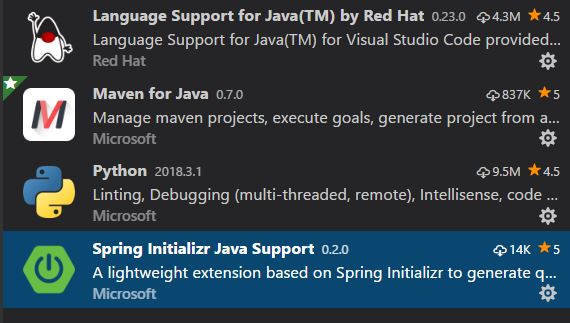 Language Support for Java(TM) by Red Hat 0.23.0 4.3M 4.5
Language Support for Java(TM) for Visual Studio Code provided...
Red Hat
Maven for Java 0.7.0 837K 5
Manage maven projects, execute goals, generate project from a...
Microsoft
Python 2018.3.1 9.5M 4.5
Linting, Debugging (multi-threaded, remote), Intellisense, code ...
Microsoft
Spring Initializr Java Support 0.2.0 14K 5
A lightweight extension based on Spring Initializr to generate q...
Microsoft